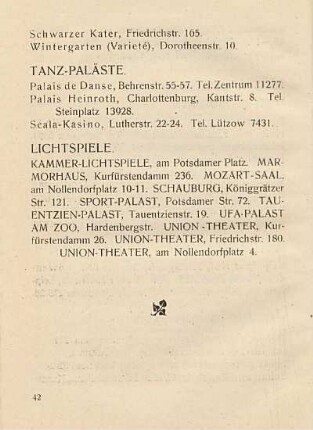 Schwarzer Kater, Friedrichstr. 165.
Wintergarten (Varieté), Dorotheenstr. 10.
TANZ-PALÄSTE.
Palais de Danse, Behrenstr. 55-57. Tel. Zentrum 11277.
Palais Heinroth, Charlottenburg, Kantstr. 8. Tel.
Steinplatz 13928.
Scala-Kasino, Lutherstr. 22-24. Tel. Lützow 7431.
LICHTSPIELE.
KAMMER-LICHTSPIELE, am Potsdamer Platz. MAR-
MORHAUS, Kurfürstendamm 236. MOZART-SAAL,
am Nollendorfplatz 10-11. SCHAUBURG, Königgrätzer
Str. 121. SPORT-PALAST, Potsdamer Str. 72. TAU-
ENTZIEN-PALAST, Tauentzienstr. 19. UFA-PALAST
AM ZOO, Hardenbergstr. UNION-THEATER, Kur-
fürstendamm 26. UNION-THEATER, Friedrichstr. 180.
UNION-THEATER, am Nollendorfplatz 4.
42